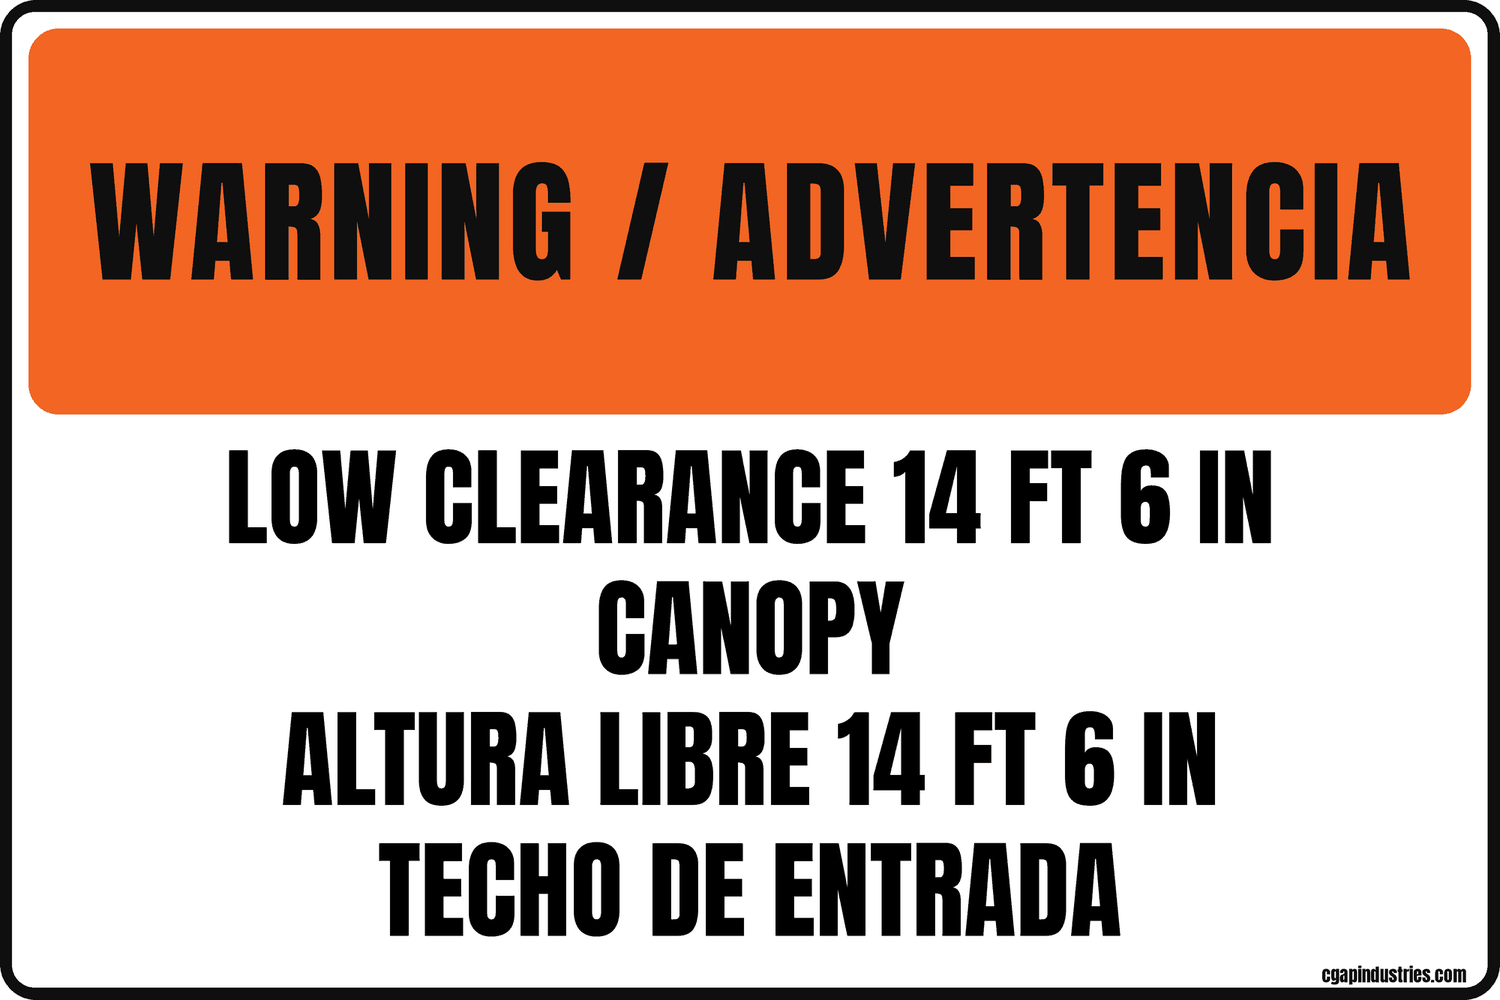 WARNING / ADVERTENCIA
LOW CLEARANCE 14 FT 6 IN
CANOPY
ALTURA LIBRE 14 FT 6 IN
TECHO DE ENTRADA
cgapindustries.com